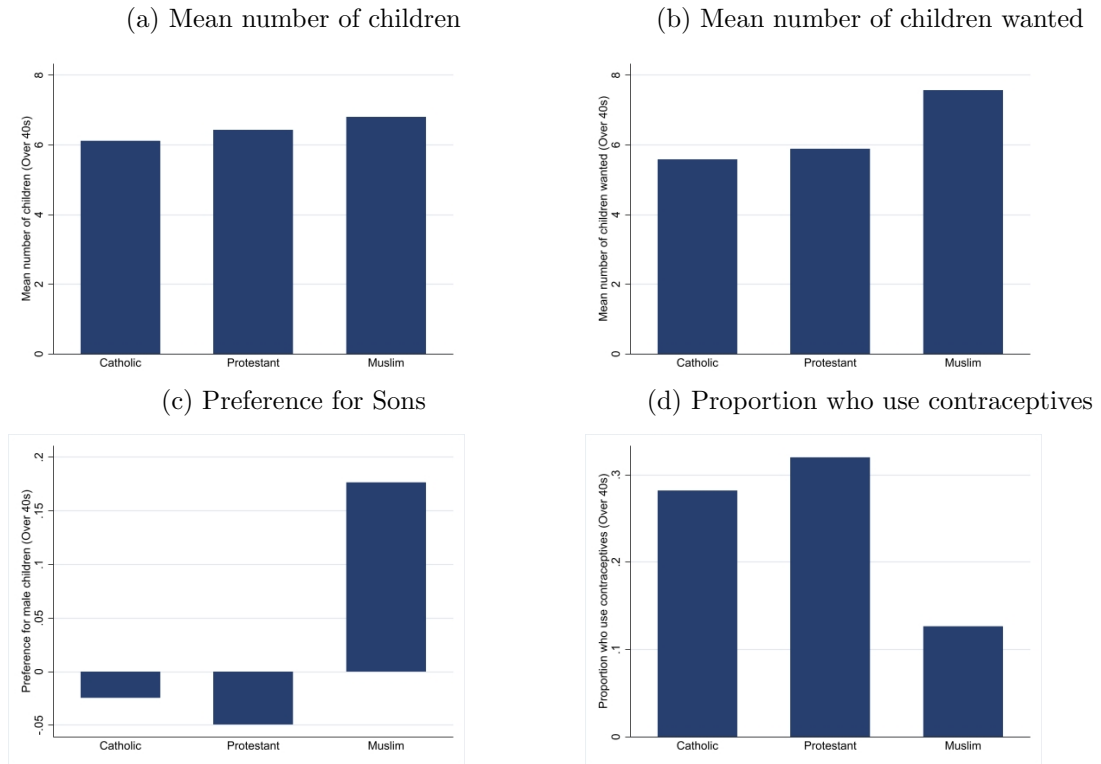 (a) Mean number of children
Mean number of children (Over 40s)
8
6
4
2
0
Catholic Protestant Muslim
(b) Mean number of children wanted
Mean number of children wanted (Over 40s)
8
6
4
2
0
Catholic Protestant Muslim
(c) Preference for Sons
Preference for male children (Over 40s)
.2
.15
.1
.05
0
-.05
Catholic Protestant Muslim
(d) Proportion who use contraceptives
Proportion who use contraceptives (Over 40s)
.3
.2
.1
0
Catholic Protestant Muslim